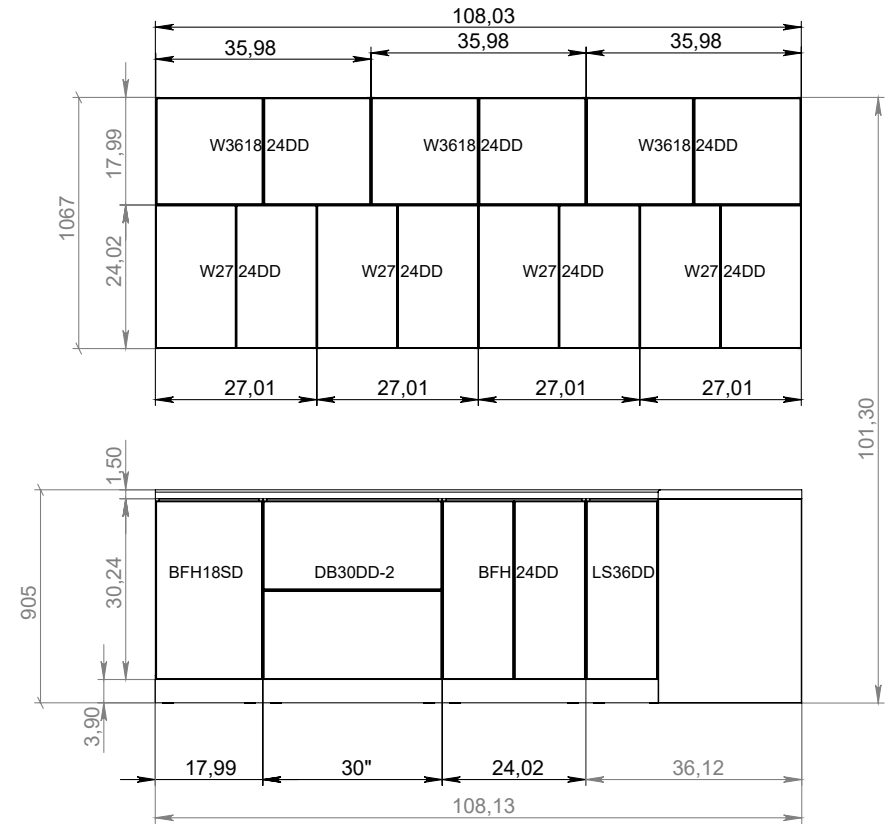 108,03
35,98
35,98
35,98
17,99
W3618 24DD
W3618 24DD
W3618 24DD
1067
24,02
W27 24DD
W27 24DD
W27 24DD
W27 24DD
27,01
27,01
27,01
27,01
101,30
1,50
905
30,24
BFH18SD
DB30DD-2
BFH 24DD
LS36DD
3,90
17,99
30"
24,02
36,12
108,13